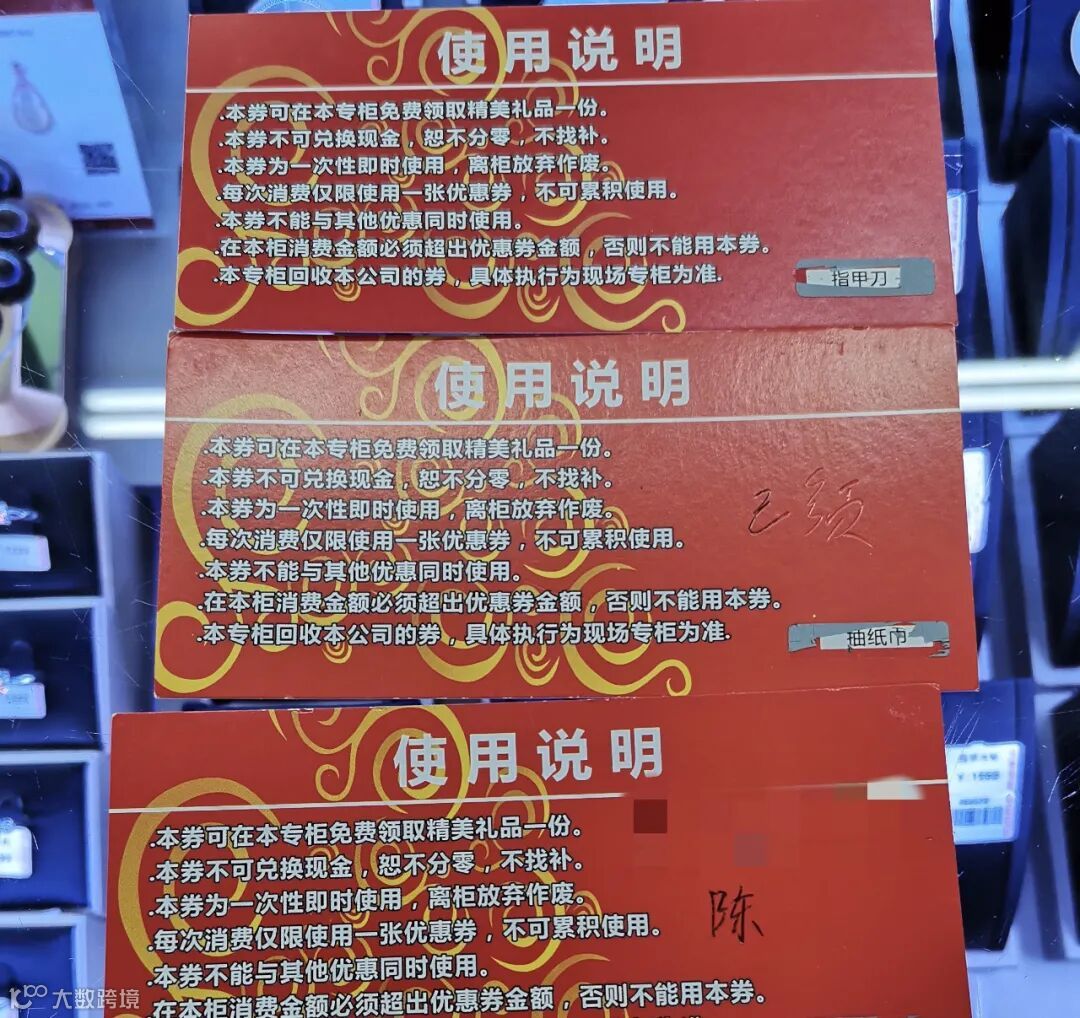 使用说明
.本券可在本专柜免费领取精美礼品一份。
.本券不可兑换现金，恕不分零，不找补。
.本券为一次性即时使用，离柜放弃作废。
.每次消费仅限使用一张优惠券，不可累积使用。
.本券不能与其他优惠同时使用。
.在本柜消费金额必须超出优惠券金额，否则不能用本券。
.本专柜回收本公司的券，具体执行为现场专柜为准.
指甲刀
使用说明
.本券可在本专柜免费领取精美礼品一份。
.本券不可兑换现金，恕不分零，不找补。
.本券为一次性即时使用，离柜放弃作废。
.每次消费仅限使用一张优惠券，不可累积使用。
已领
.本券不能与其他优惠同时使用。
.在本柜消费金额必须超出优惠券金额，否则不能用本券。
.本专柜回收本公司的券，具体执行为现场专柜为准.
抽纸巾
使用说明
.本券可在本专柜免费领取精美礼品一份。
.本券不可兑换现金，恕不分零，不找补。
.本券为一次性即时使用，离柜放弃作废。
.每次消费仅限使用一张优惠券，不可累积使用。
陈
.本券不能与其他优惠同时使用。
.在本柜消费金额必须超出优惠券金额，否则不能用本券。
大数跨境